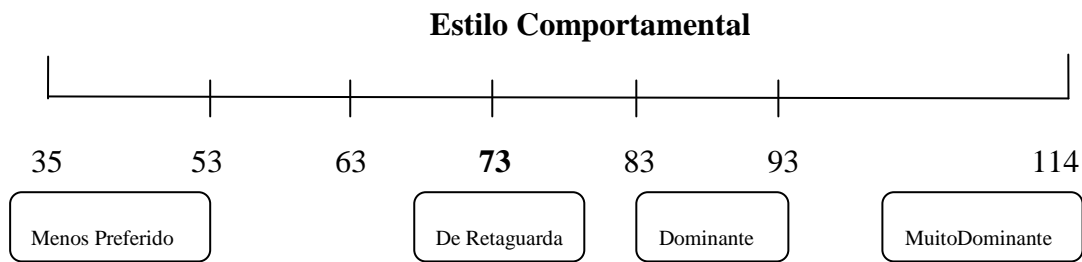 Estilo Comportamental
35 53 63 73 83 93 114
Menos Preferido De Retaguarda Dominante MuitoDominante